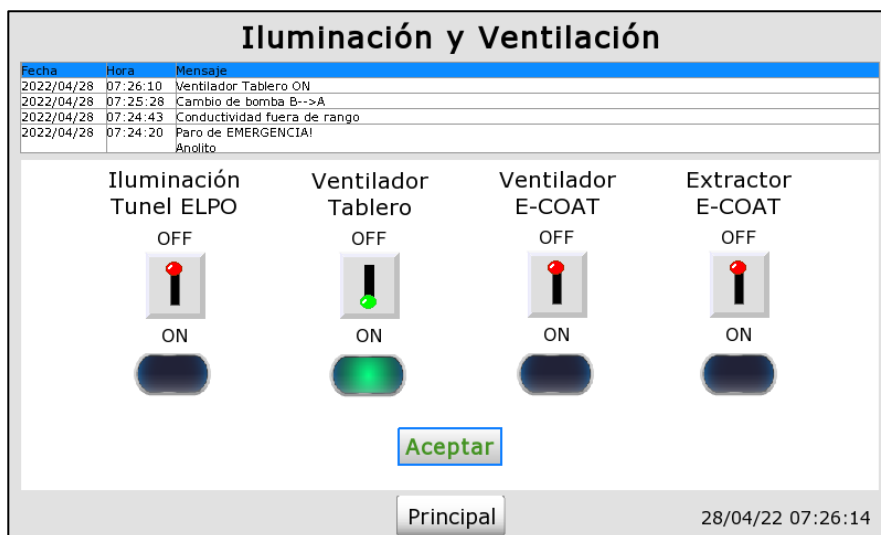 Iluminación y Ventilación
Fecha Hora Mensaje
2022/04/28 07:26:10 Ventilador Tablero ON
2022/04/28 07:25:28 Cambio de bomba B-->A
2022/04/28 07:24:43 Conductividad fuera de rango
2022/04/28 07:24:20 Paro de EMERGENCIA!
Anolito
Iluminación Ventilador Ventilador Extractor
Tunel ELPO Tablero E-COAT E-COAT
OFF OFF OFF OFF
ON ON ON ON
Aceptar
Principal 28/04/22 07:26:14